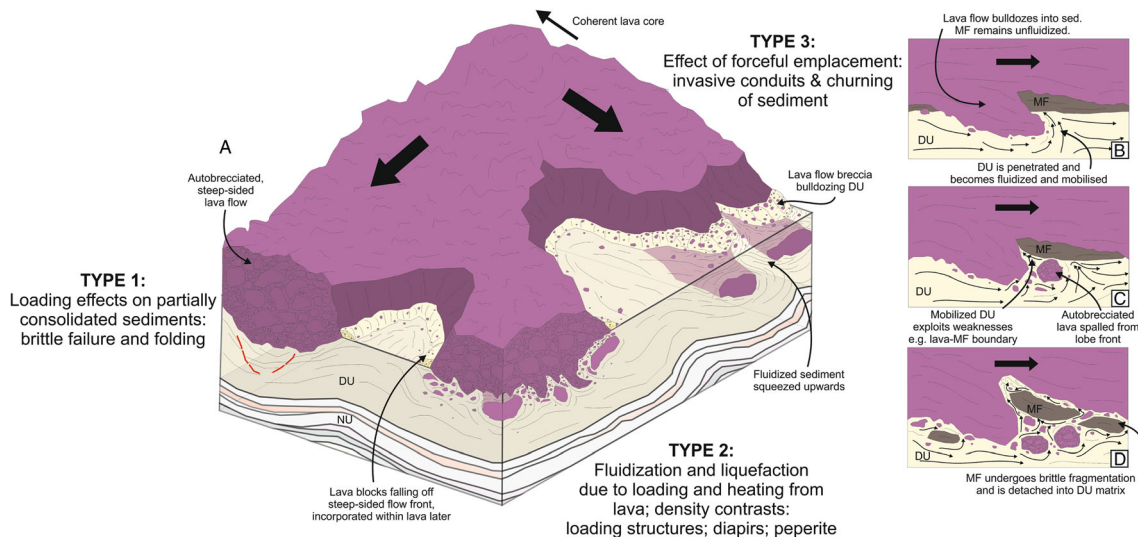 Coherent lava core
TYPE 3:
Effect of forceful emplacement:
invasive conduits & churning
of sediment
A
Autobrecciated,
steep-sided
lava flow
Lava flow breccia
bulldozing DU
TYPE 1:
Loading effects on partially
consolidated sediments:
brittle failure and folding
DU
NU
Fluidized sediment
squeezed upwards
Lava blocks falling off
steep-sided flow front,
incorporated within lava later
TYPE 2:
Fluidization and liquefaction
due to loading and heating from
lava; density contrasts:
loading structures; diapirs; peperite
Lava flow bulldozes into sed.
MF remains unfluidized.
MF
DU
B
DU is penetrated and
becomes fluidized and mobilised
MF
DU
C
Mobilized DU
exploits weaknesses
e.g. lava-MF boundary
Autobrecciated
lava spalled from
lobe front
MF
DU
D
MF undergoes brittle fragmentation
and is detached into DU matrix